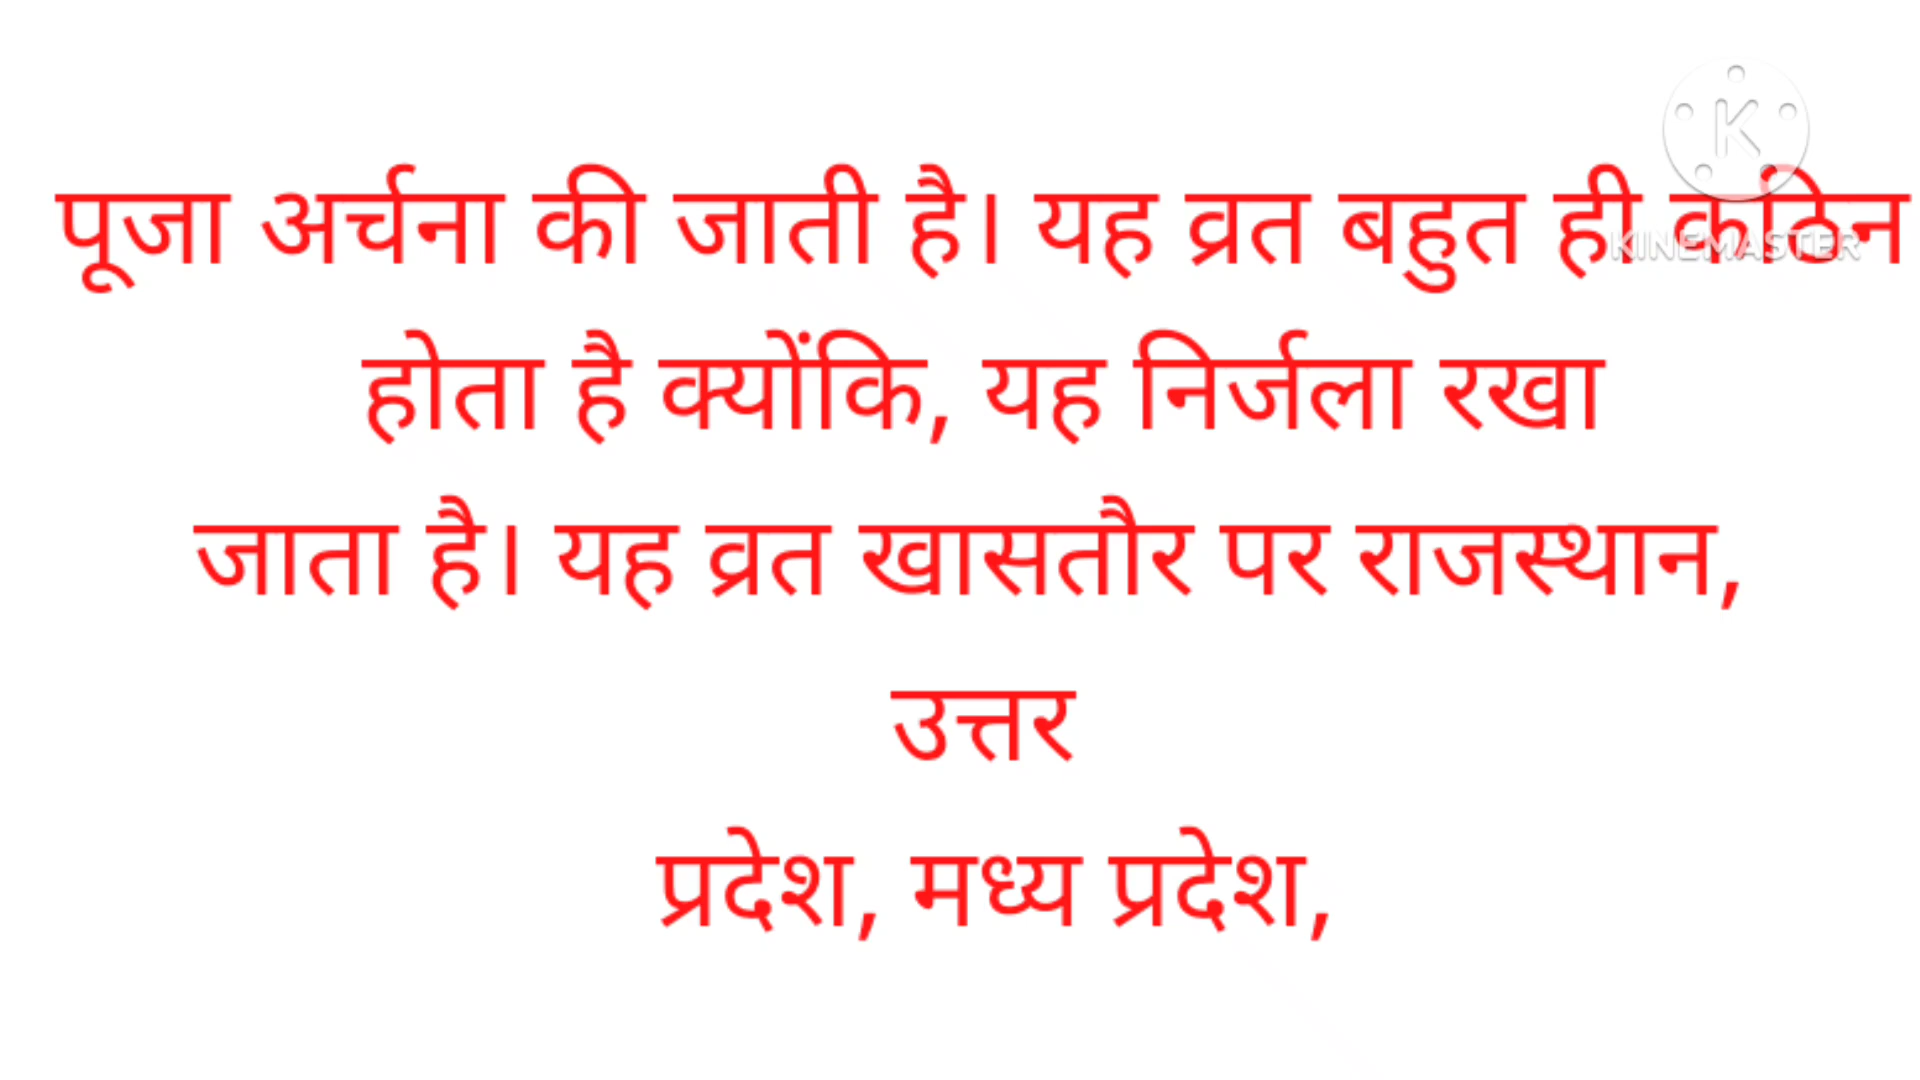 पूजा अर्चना की जाती है। यह व्रत बहुत ही कठिन
होता है क्योंकि, यह निर्जला रखा
जाता है। यह व्रत खासतौर पर राजस्थान,
उत्तर
प्रदेश, मध्य प्रदेश,
K
KINEMASTER